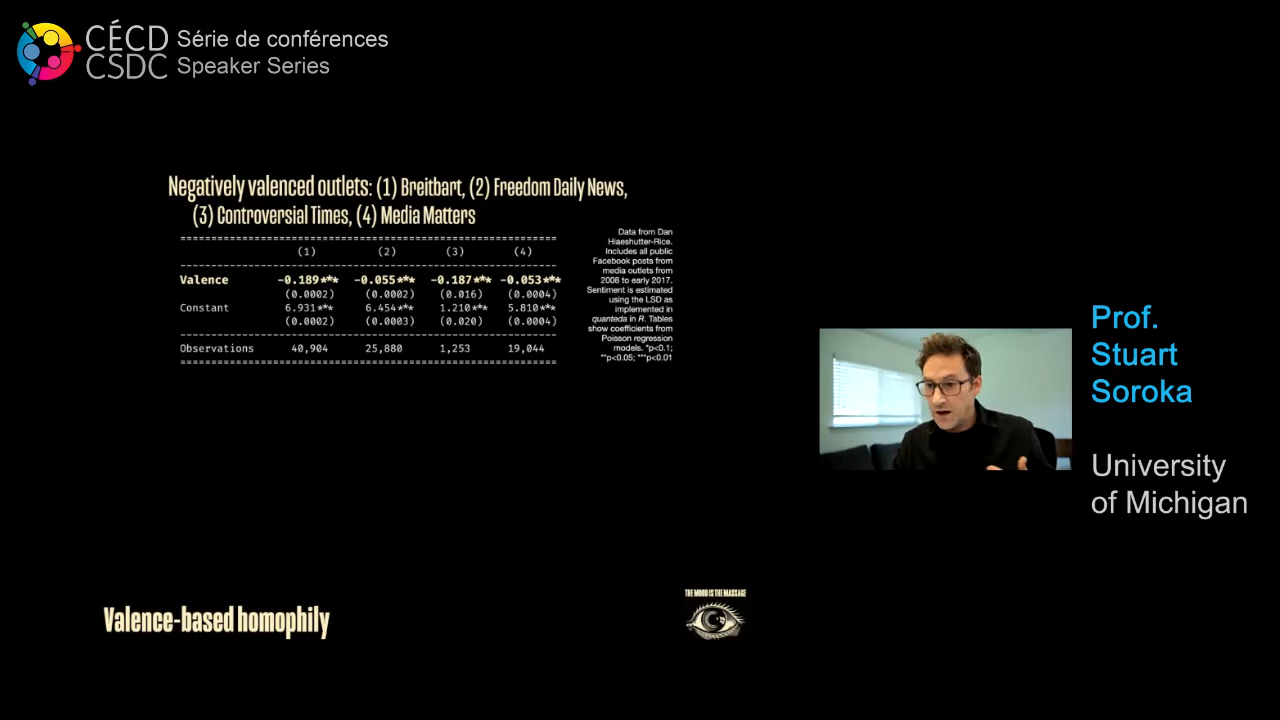 CÉCD Série de conférences
CSDC Speaker Series
Negatively valenced outlets: (1) Breitbart, (2) Freedom Daily News,
(3) Controversial Times, (4) Media Matters
(1) (2) (3) (4)
Valence -0.189*** -0.055*** -0.187*** -0.053***
(0.0002) (0.0002) (0.016) (0.0004)
Constant 6.931*** 6.454*** 1.210*** 5.810***
(0.0002) (0.0003) (0.020) (0.0004)
Observations 40,904 25,880 1,253 19,044
Data from Dan
Hiaeshutter-Rice.
Includes all public
Facebook posts from
media outlets from
2008 to early 2017.
Sentiment is estimated
using the LSD as
implemented in
quanteda in R. Tables
show coefficients from
Poisson regression
models. *p<0.1;
**p<0.05; ***p<0.01
Prof.
Stuart
Soroka
University
of Michigan
THE MOOD IS THE MASSAGE
Valence-based homophily